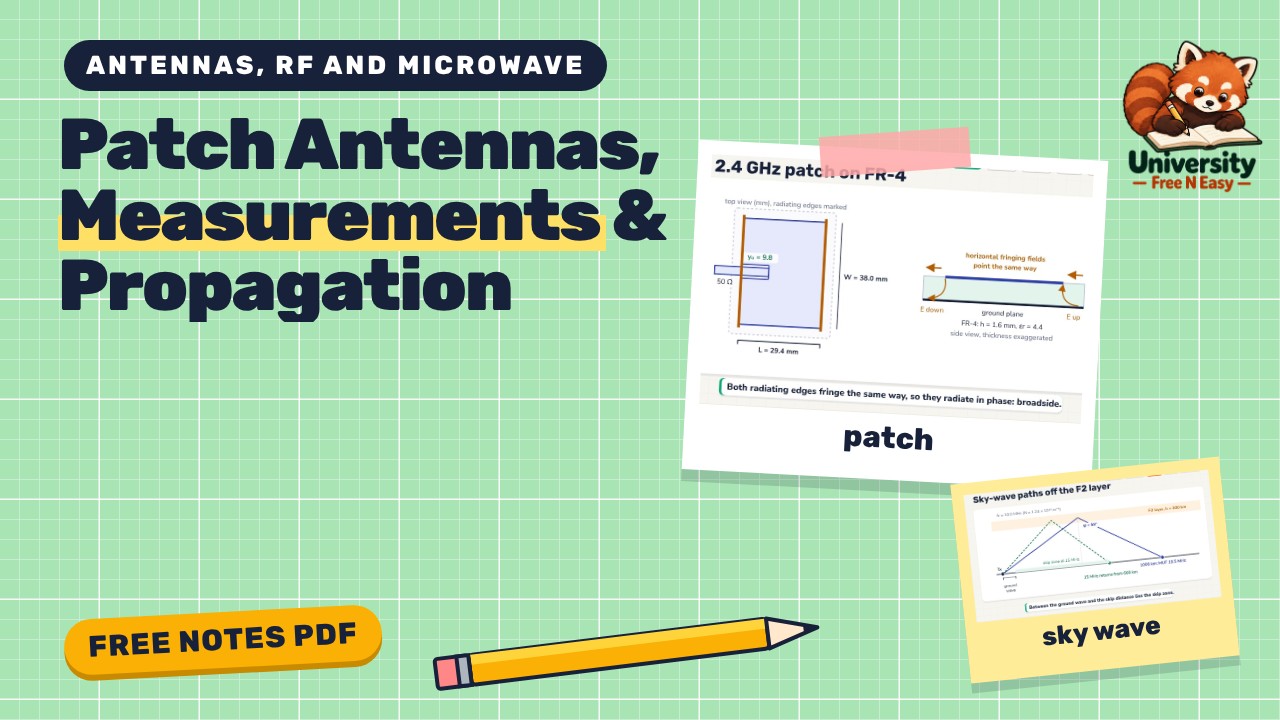 ANTENNAS, RF AND MICROWAVE
Patch Antennas,
Measurements &
Propagation
University
Free N Easy
2.4 GHz patch on FR-4
top view (mm), radiating edges marked
y₀ = 9.8
50 Ω
W = 38.0 mm
L = 29.4 mm
horizontal fringing fields
point the same way
E down
ground plane
E up
FR-4: h = 1.6 mm, εr = 4.4
side view, thickness exaggerated
Both radiating edges fringe the same way, so they radiate in phase: broadside.
patch
Sky-wave paths off the F2 layer
ground
wave
Between the ground wave and the skip distance lies the skip zone.
sky wave
FREE NOTES PDF